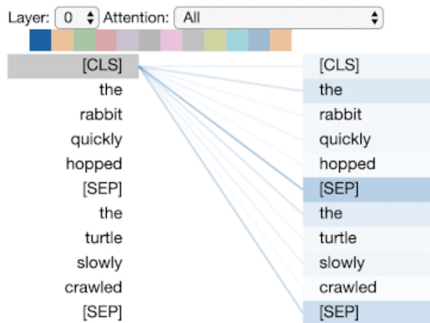 Layer: 0 Attention: All
[CLS] [CLS]
the the
rabbit rabbit
quickly quickly
hopped hopped
[SEP] [SEP]
the the
turtle turtle
slowly slowly
crawled crawled
[SEP] [SEP]